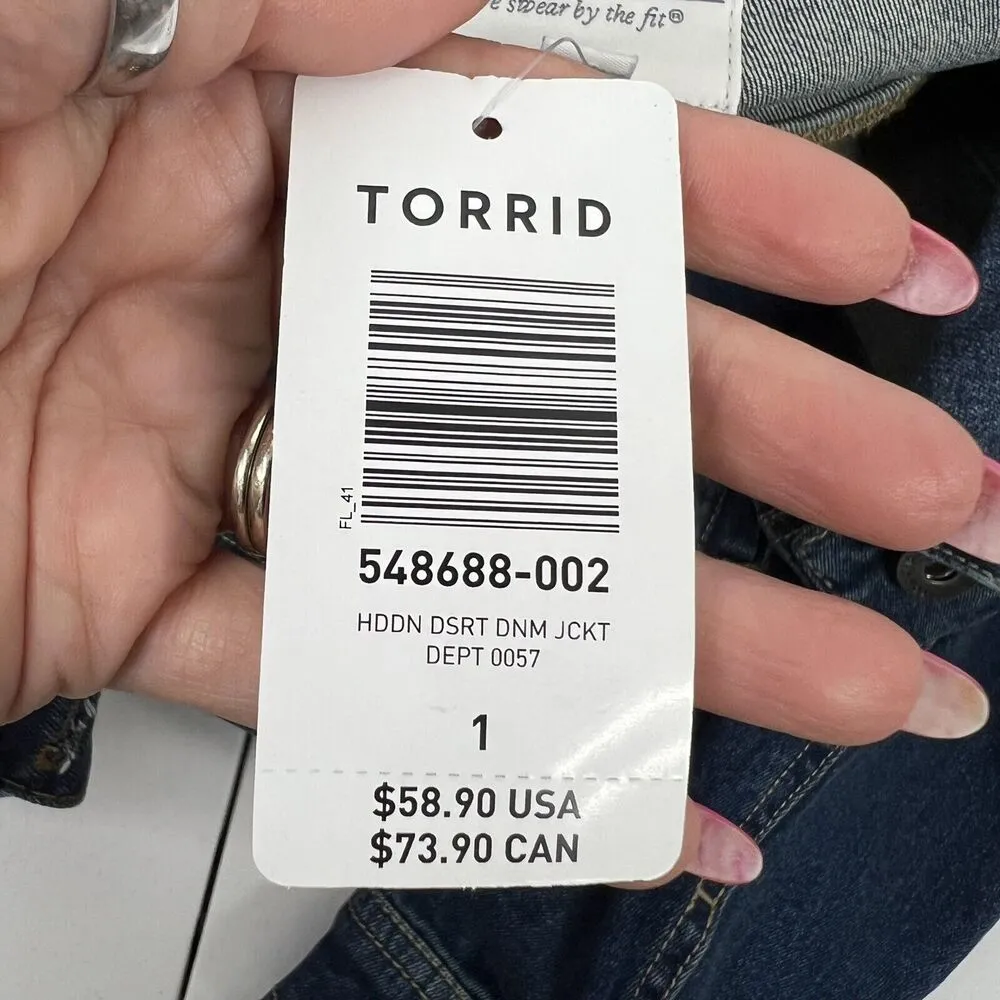 swear by the fit®
TORRID
FL_41
548688-002
HDDN DSRT DNM JCKT
DEPT 0057
1
$58.90 USA
$73.90 CAN